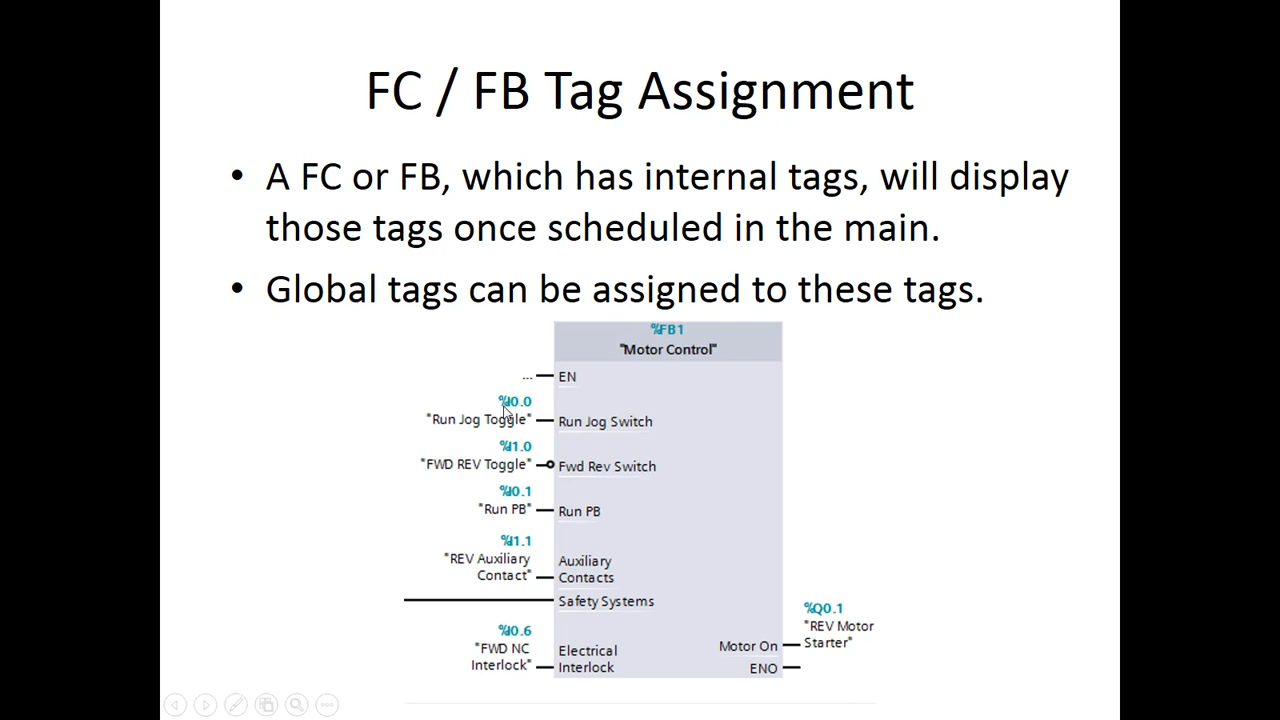 FC / FB Tag Assignment
• A FC or FB, which has internal tags, will display
those tags once scheduled in the main.
• Global tags can be assigned to these tags.
%FB1
"Motor Control"
... EN
%I0.0
"Run Jog Toggle" Run Jog Switch
%I1.0
"FWD REV Toggle" Fwd Rev Switch
%I0.1
"Run PB" Run PB
%I1.1
"REV Auxiliary
Contact"
Auxiliary
Contacts
Safety Systems
%I0.6
"FWD NC
Interlock"
Electrical
Interlock
%Q0.1
"REV Motor
Starter"
Motor On
ENO